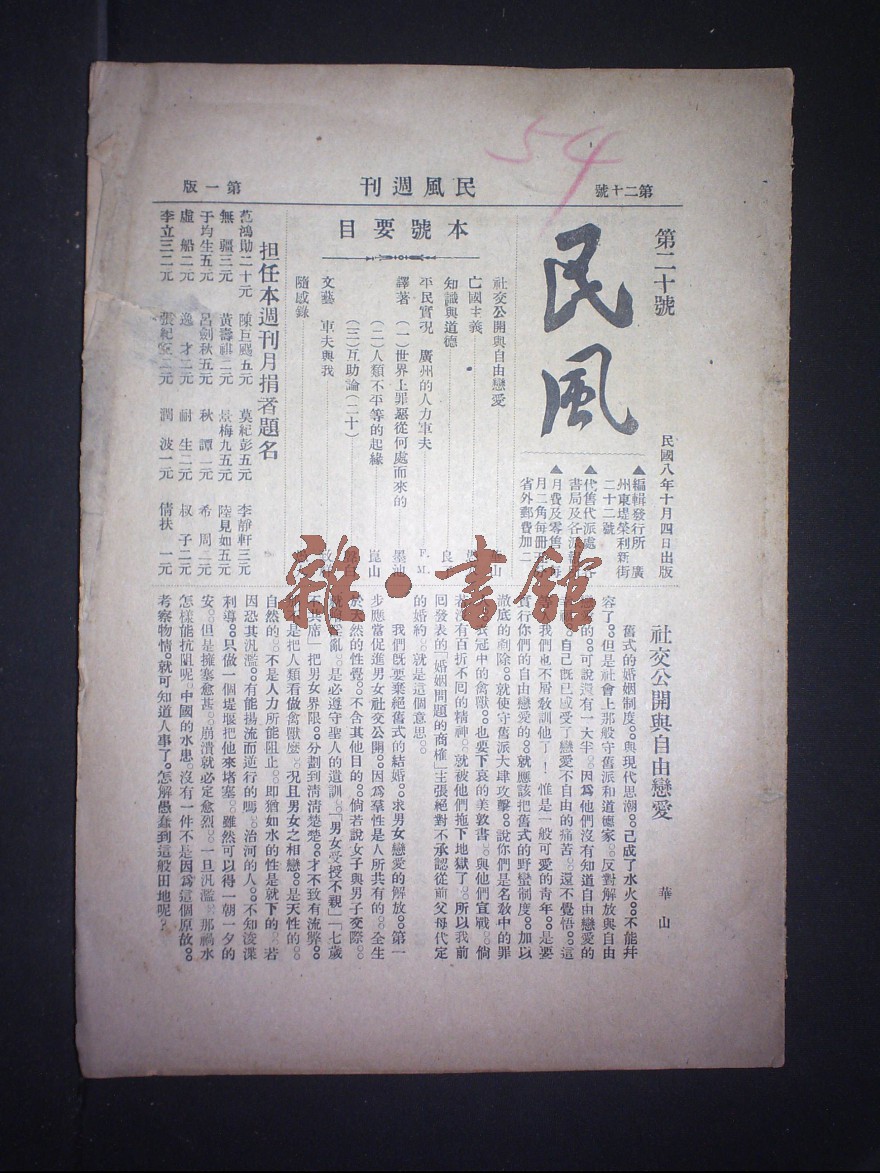 54
第二十號
民風週刊
第一版
第二十號
民國八年十月四日出版
民風
▲編輯發行所 廣
州東堤榮利新街
二十二號
▲代售代派處
書局及各派
▲月費及零售
月二角每冊
省外郵費加二
本號要目
社交公開與自由戀愛
亡國主義
知識與道德 良
平民實況 廣州的人力車夫 F.M.
譯著 (一)世界上罪惡從何處而來的 墨池
(二)人類不平等的起緣 崑山
(三)互助論(二十)
文藝 車夫與我
隨感錄
担任本週刊月捐者題名
范鴻勛二十元 陳巨颺五元 莫紀彭五元 李靜軒三元
無疆三元 黃壽祺二元 景梅九五元 陸見如五元
于均生五元 呂劍秋五元 秋譚二元 希周二元
虛船二元 逸才二元 耐生二元 叔子二元
李立三二元 張紀 元 潤波一元 倩扶一元
社交公開與自由戀愛 華山
舊式的婚姻制度。與現代思潮。已成了水火。不能幷
容了。但是社會上那般守舊派和道德家。反對解放與自由
的。可說還有一大半。因爲他們沒有知道自由戀愛的
。自己既已感受了戀愛不自由的痛苦。還不覺悟。這
我們也不屑敎訓他了!惟是一般可愛的靑年。是要
實行你們的自由戀愛的。就應該把舊式的野蠻制度。加以
澈底的剷除。就使守舊派大肆攻擊。說你們是名敎中的罪
衣冠中的禽獸。也要下哀的美敦書。與他們宣戰。倘
若沒有百折不囘的精神。就被他們拖下地獄了。所以我前
囘發表的「婚姻問題的商榷」主張絕對不承認從前父母代定
的婚約。就是這個意思。
我們既要棄絕舊式的結婚。求男女戀愛的解放。第一
步應當促進男女社交公開。因爲羣性是人所共有的。全生
於天然的性覺。不含其他目的。倘若說女子與男子交際。
就 淫亂。是必遵守聖人的遺訓。「男女受授不親」「七歲
不共席」把男女界限。分劃到清淸楚楚。才不致有流弊。
是把人類看做禽獸麼。況且男女之相戀。是天性的。
自然的。不是人力所能阻止。卽猶如水的性是就下的。若
因恐其汎濫。有能揚流而逆行的嗎。治河的人。不知浚渫
利導。只做一個堤堰把他來堵塞。雖然可以得一朝一夕的
安。但是擁塞愈甚。崩潰就必定愈烈。一旦汎濫。那禍水
怎樣能抗阻呢。中國的水患。沒有一件不是因爲這個原故。
考察物情。就可知道人事了。怎解愚蠢到這般田地呢?
雜·書館